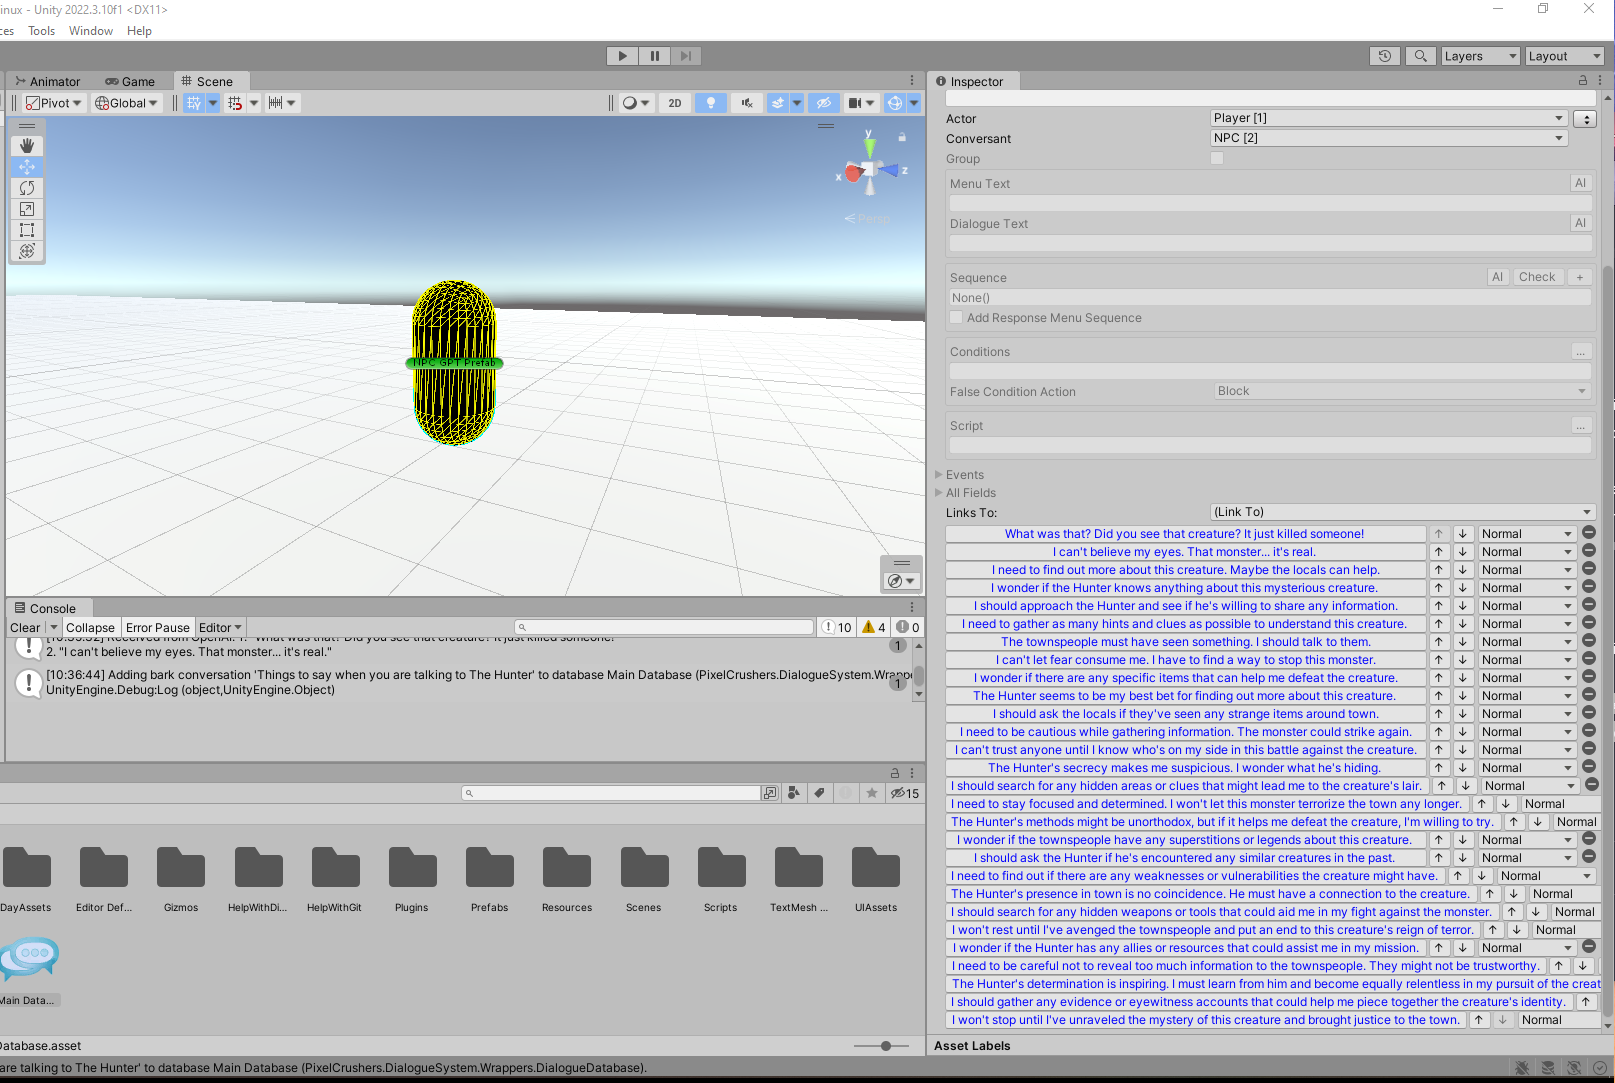 inux - Unity 2022.3.10f1 <DX11>
ces Tools Window Help
Layers Layout
Animator Game Scene
Inspector
Pivot Global 2D
Actor Player [1]
Conversant NPC [2]
Group
Menu Text AI
Dialogue Text AI
Sequence AI Check +
None()
Add Response Menu Sequence
Conditions ...
False Condition Action Block
Script ...
Events
All Fields
Links To: (Link To)
What was that? Did you see that creature? It just killed someone! Normal
I can't believe my eyes. That monster... it's real. Normal
I need to find out more about this creature. Maybe the locals can help. Normal
I wonder if the Hunter knows anything about this mysterious creature. Normal
I should approach the Hunter and see if he's willing to share any information. Normal
I need to gather as many hints and clues as possible to understand this creature. Normal
The townspeople must have seen something. I should talk to them. Normal
I can't let fear consume me. I have to find a way to stop this monster. Normal
I wonder if there are any specific items that can help me defeat the creature. Normal
The Hunter seems to be my best bet for finding out more about this creature. Normal
I should ask the locals if they've seen any strange items around town. Normal
I need to be cautious while gathering information. The monster could strike again. Normal
I can't trust anyone until I know who's on my side in this battle against the creature. Normal
The Hunter's secrecy makes me suspicious. I wonder what he's hiding. Normal
I should search for any hidden areas or clues that might lead me to the creature's lair. Normal
I need to stay focused and determined. I won't let this monster terrorize the town any longer. Normal
The Hunter's methods might be unorthodox, but if it helps me defeat the creature, I'm willing to try. Normal
I wonder if the townspeople have any superstitions or legends about this creature. Normal
I should ask the Hunter if he's encountered any similar creatures in the past. Normal
I need to find out if there are any weaknesses or vulnerabilities the creature might have. Normal
The Hunter's presence in town is no coincidence. He must have a connection to the creature. Normal
I should search for any hidden weapons or tools that could aid me in my fight against the monster. Normal
I won't rest until I've avenged the townspeople and put an end to this creature's reign of terror. Normal
I wonder if the Hunter has any allies or resources that could assist me in my mission. Normal
I need to be careful not to reveal too much information to the townspeople. They might not be trustworthy.
The Hunter's determination is inspiring. I must learn from him and become equally relentless in my pursuit of the creat
I should gather any evidence or eyewitness accounts that could help me piece together the creature's identity.
I won't stop until I've unraveled the mystery of this creature and brought justice to the town. Normal
Asset Labels
y
x z
Persp
NPC GPT Prefab
Console
Clear Collapse Error Pause Editor 10 4 0
[10:35:52] Received from OpenAI: 1. "What was that? Did you see that creature? It just killed someone!"
2. "I can't believe my eyes. That monster... it's real." 1
[10:36:44] Adding bark conversation 'Things to say when you are talking to The Hunter' to database Main Database (PixelCrushers.DialogueSystem.Wrappe
UnityEngine.Debug:Log (object,UnityEngine.Object) 1
15
DayAssets Editor Def... Gizmos HelpWithDi... HelpWithGit Plugins Prefabs Resources Scenes Scripts TextMesh ... UIAssets
Main Data...
Database.asset
are talking to The Hunter' to database Main Database (PixelCrushers.DialogueSystem.Wrappers.DialogueDatabase).